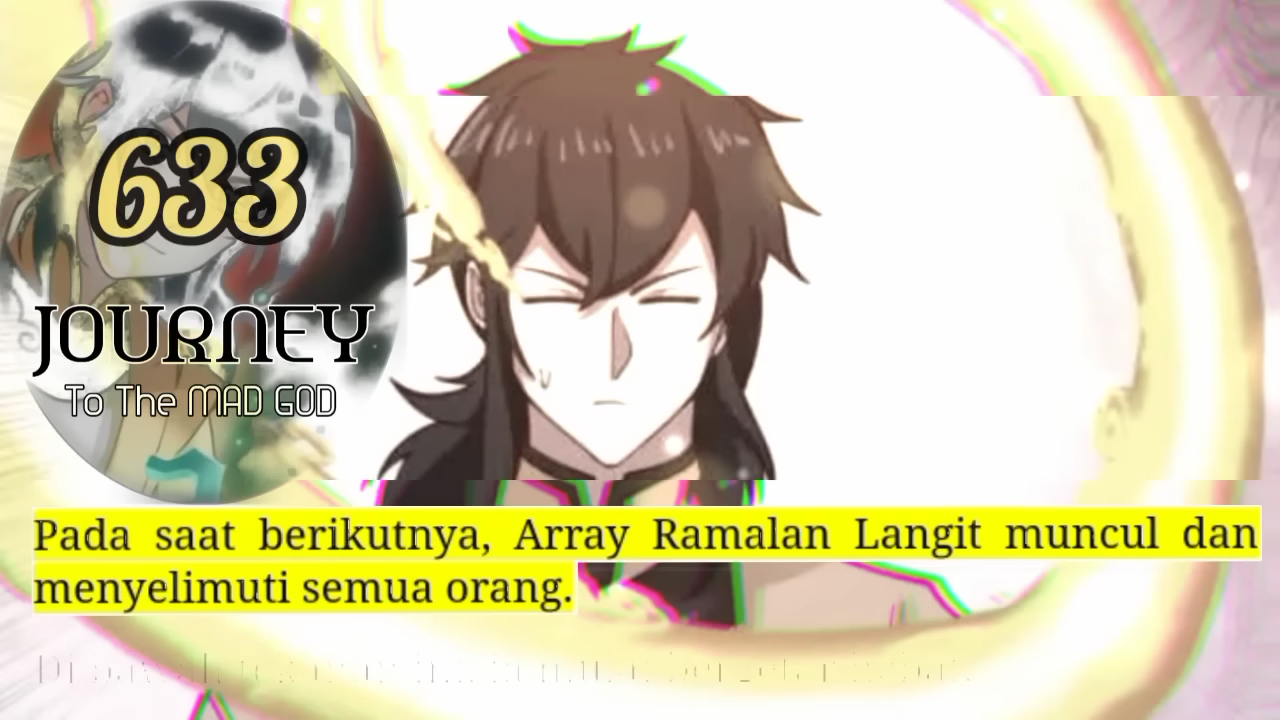 633
JOURNEY
To The MAD GOD
Pada saat berikutnya, Array Ramalan Langit muncul dan
menyelimuti semua orang.